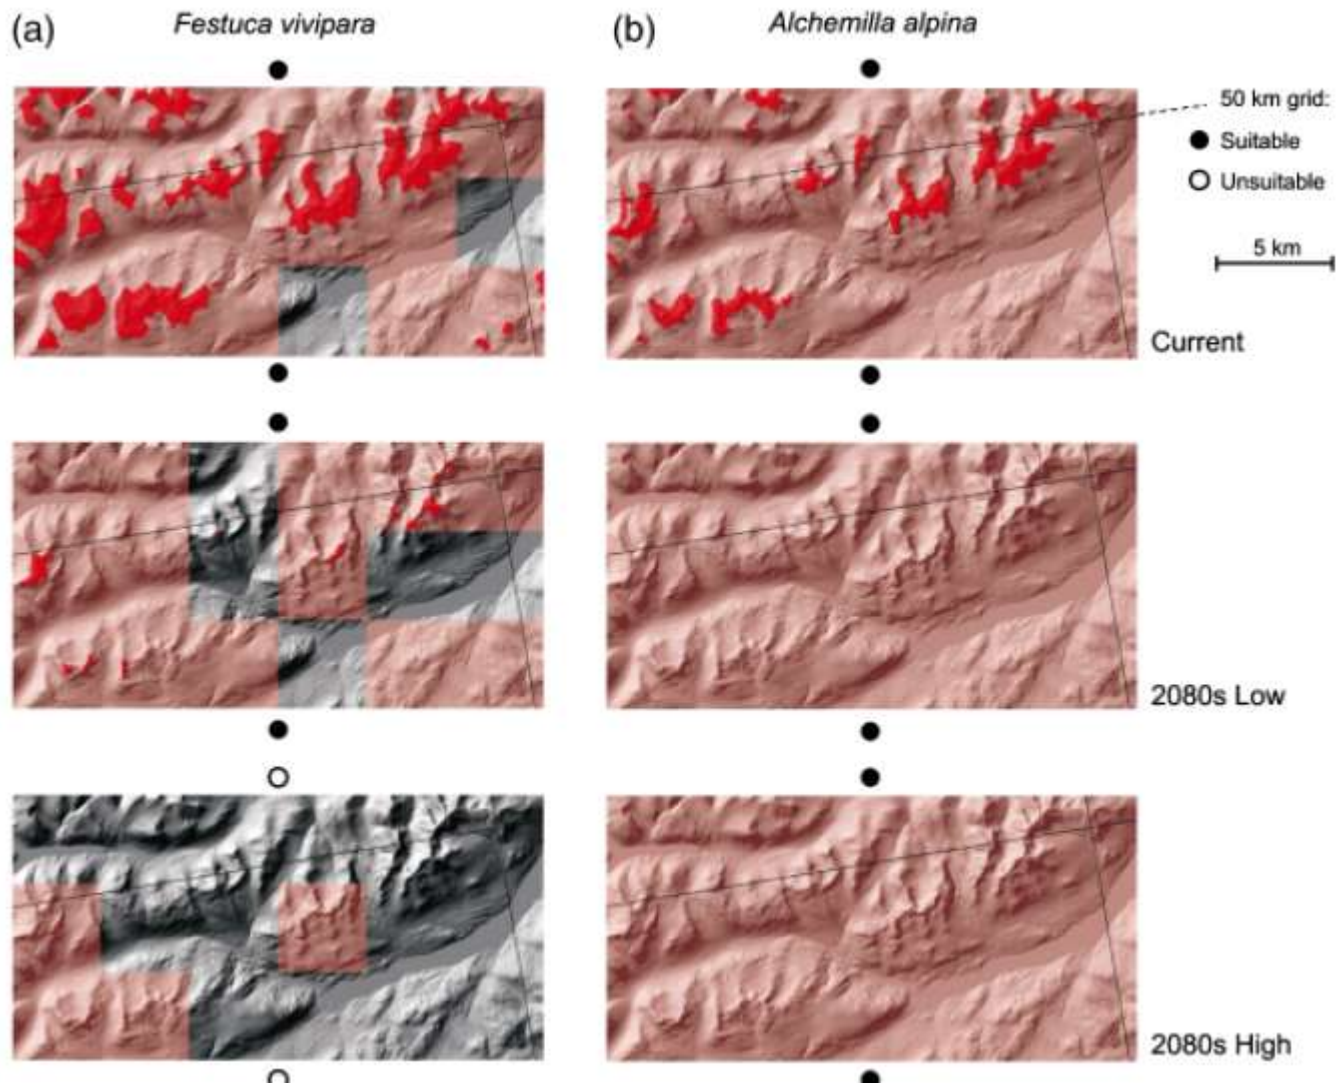 (a) Festuca vivipara
(b) Alchemilla alpina
50 km grid:
Suitable
Unsuitable
5 km
Current
2080s Low
2080s High